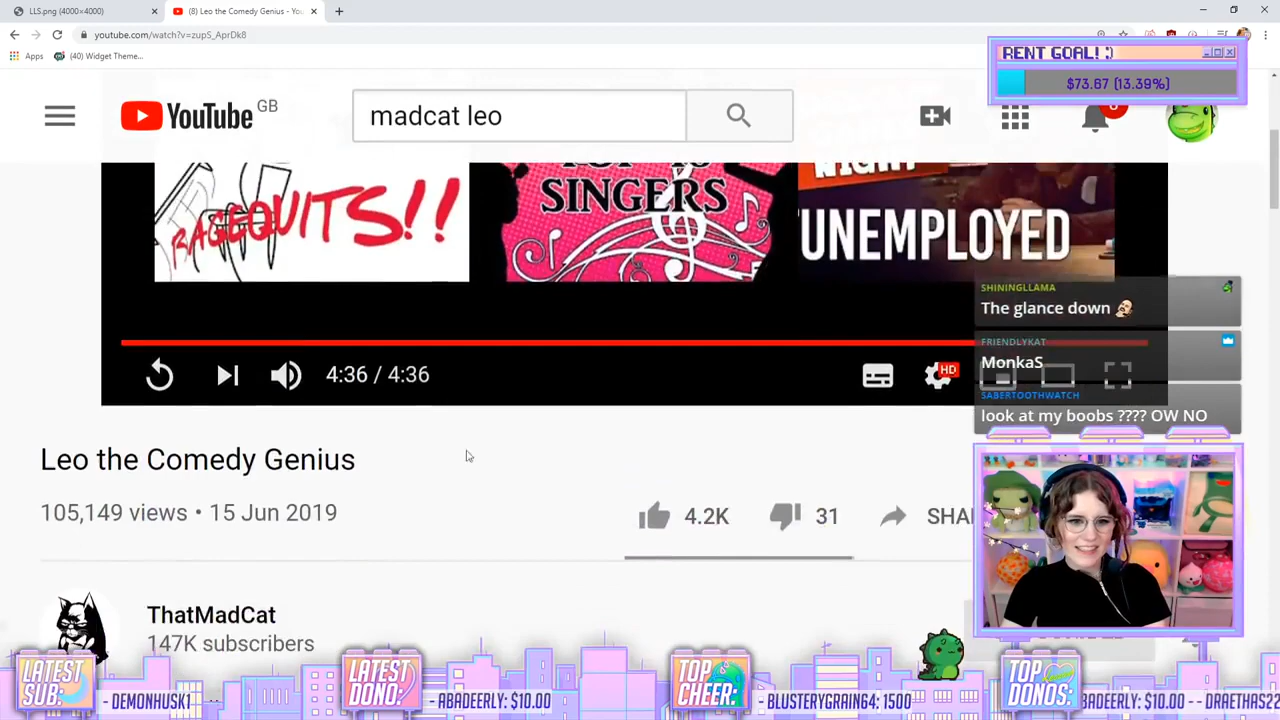 LLS.png (4000×4000)
(8) Leo the Comedy Genius - You
youtube.com/watch?v=zupS_AprDk8
Apps
(40) Widget Theme...
RENT GOAL! :)
$73.67 (13.39%)
YouTube GB
madcat leo
RAGEQUITS!!
SINGERS
NIGHT
UNEMPLOYED
SHININGLLAMA
The glance down
FRIENDLYKAT
MonkaS
SABERTOOTHWATCH
look at my boobs ???? OW NO
4:36 / 4:36
HD
Leo the Comedy Genius
105,149 views • 15 Jun 2019
4.2K
31
SHA
ThatMadCat
147K subscribers
LATEST SUB:
- DEMONHUSK1
LATEST DONO:
- ABADEERLY: $10.00
TOP CHEER:
- BLUSTERYGRAIN64: 1500
TOP DONOS:
ABADEERLY: $10.00 -- DRAETHAS22